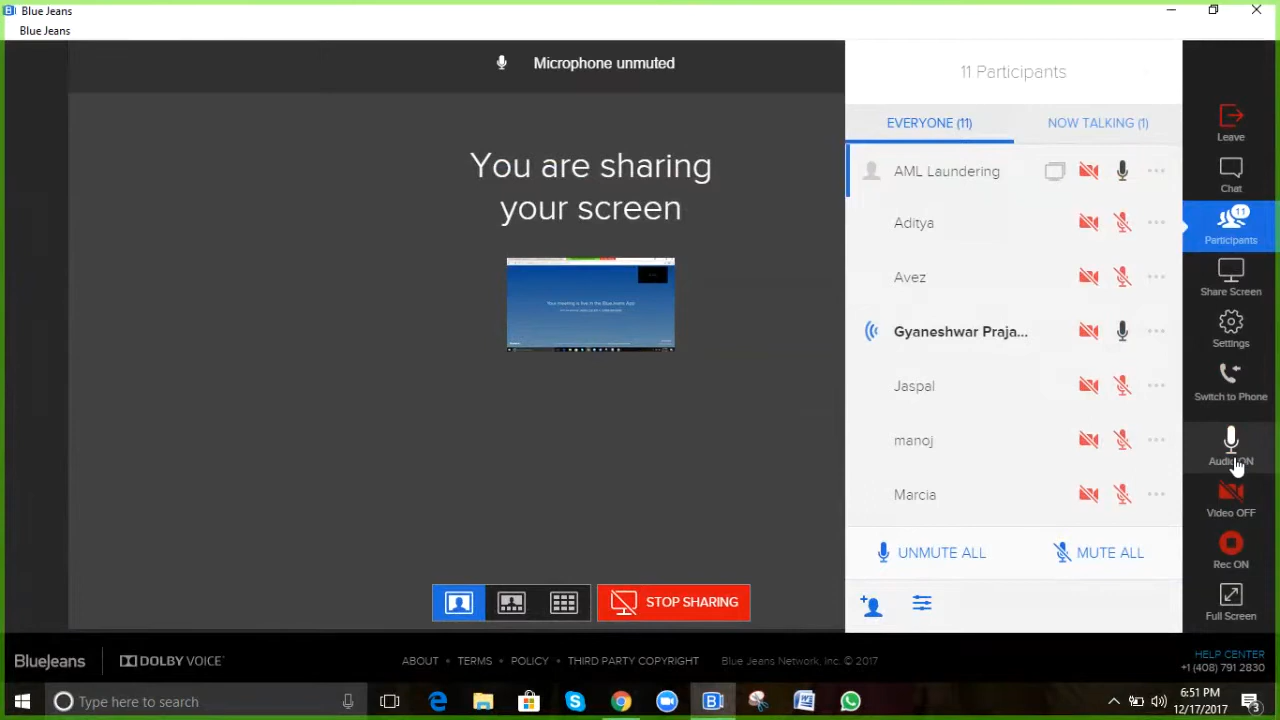 Blue Jeans
Blue Jeans
Microphone unmuted
11 Participants
EVERYONE (11)
NOW TALKING (1)
You are sharing
your screen
AML Laundering
Aditya
Avez
Gyaneshwar Praja...
Jaspal
manoj
Marcia
UNMUTE ALL
MUTE ALL
STOP SHARING
Leave
Chat
11
Participants
Share Screen
Settings
Switch to Phone
Audio ON
Video OFF
Rec ON
Full Screen
BlueJeans
DOLBY VOICE
ABOUT • TERMS • POLICY • THIRD PARTY COPYRIGHT
Blue Jeans Network, Inc. © 2017
HELP CENTER
+1 (408) 791 2830
Type here to search
6:51 PM
12/17/2017
3